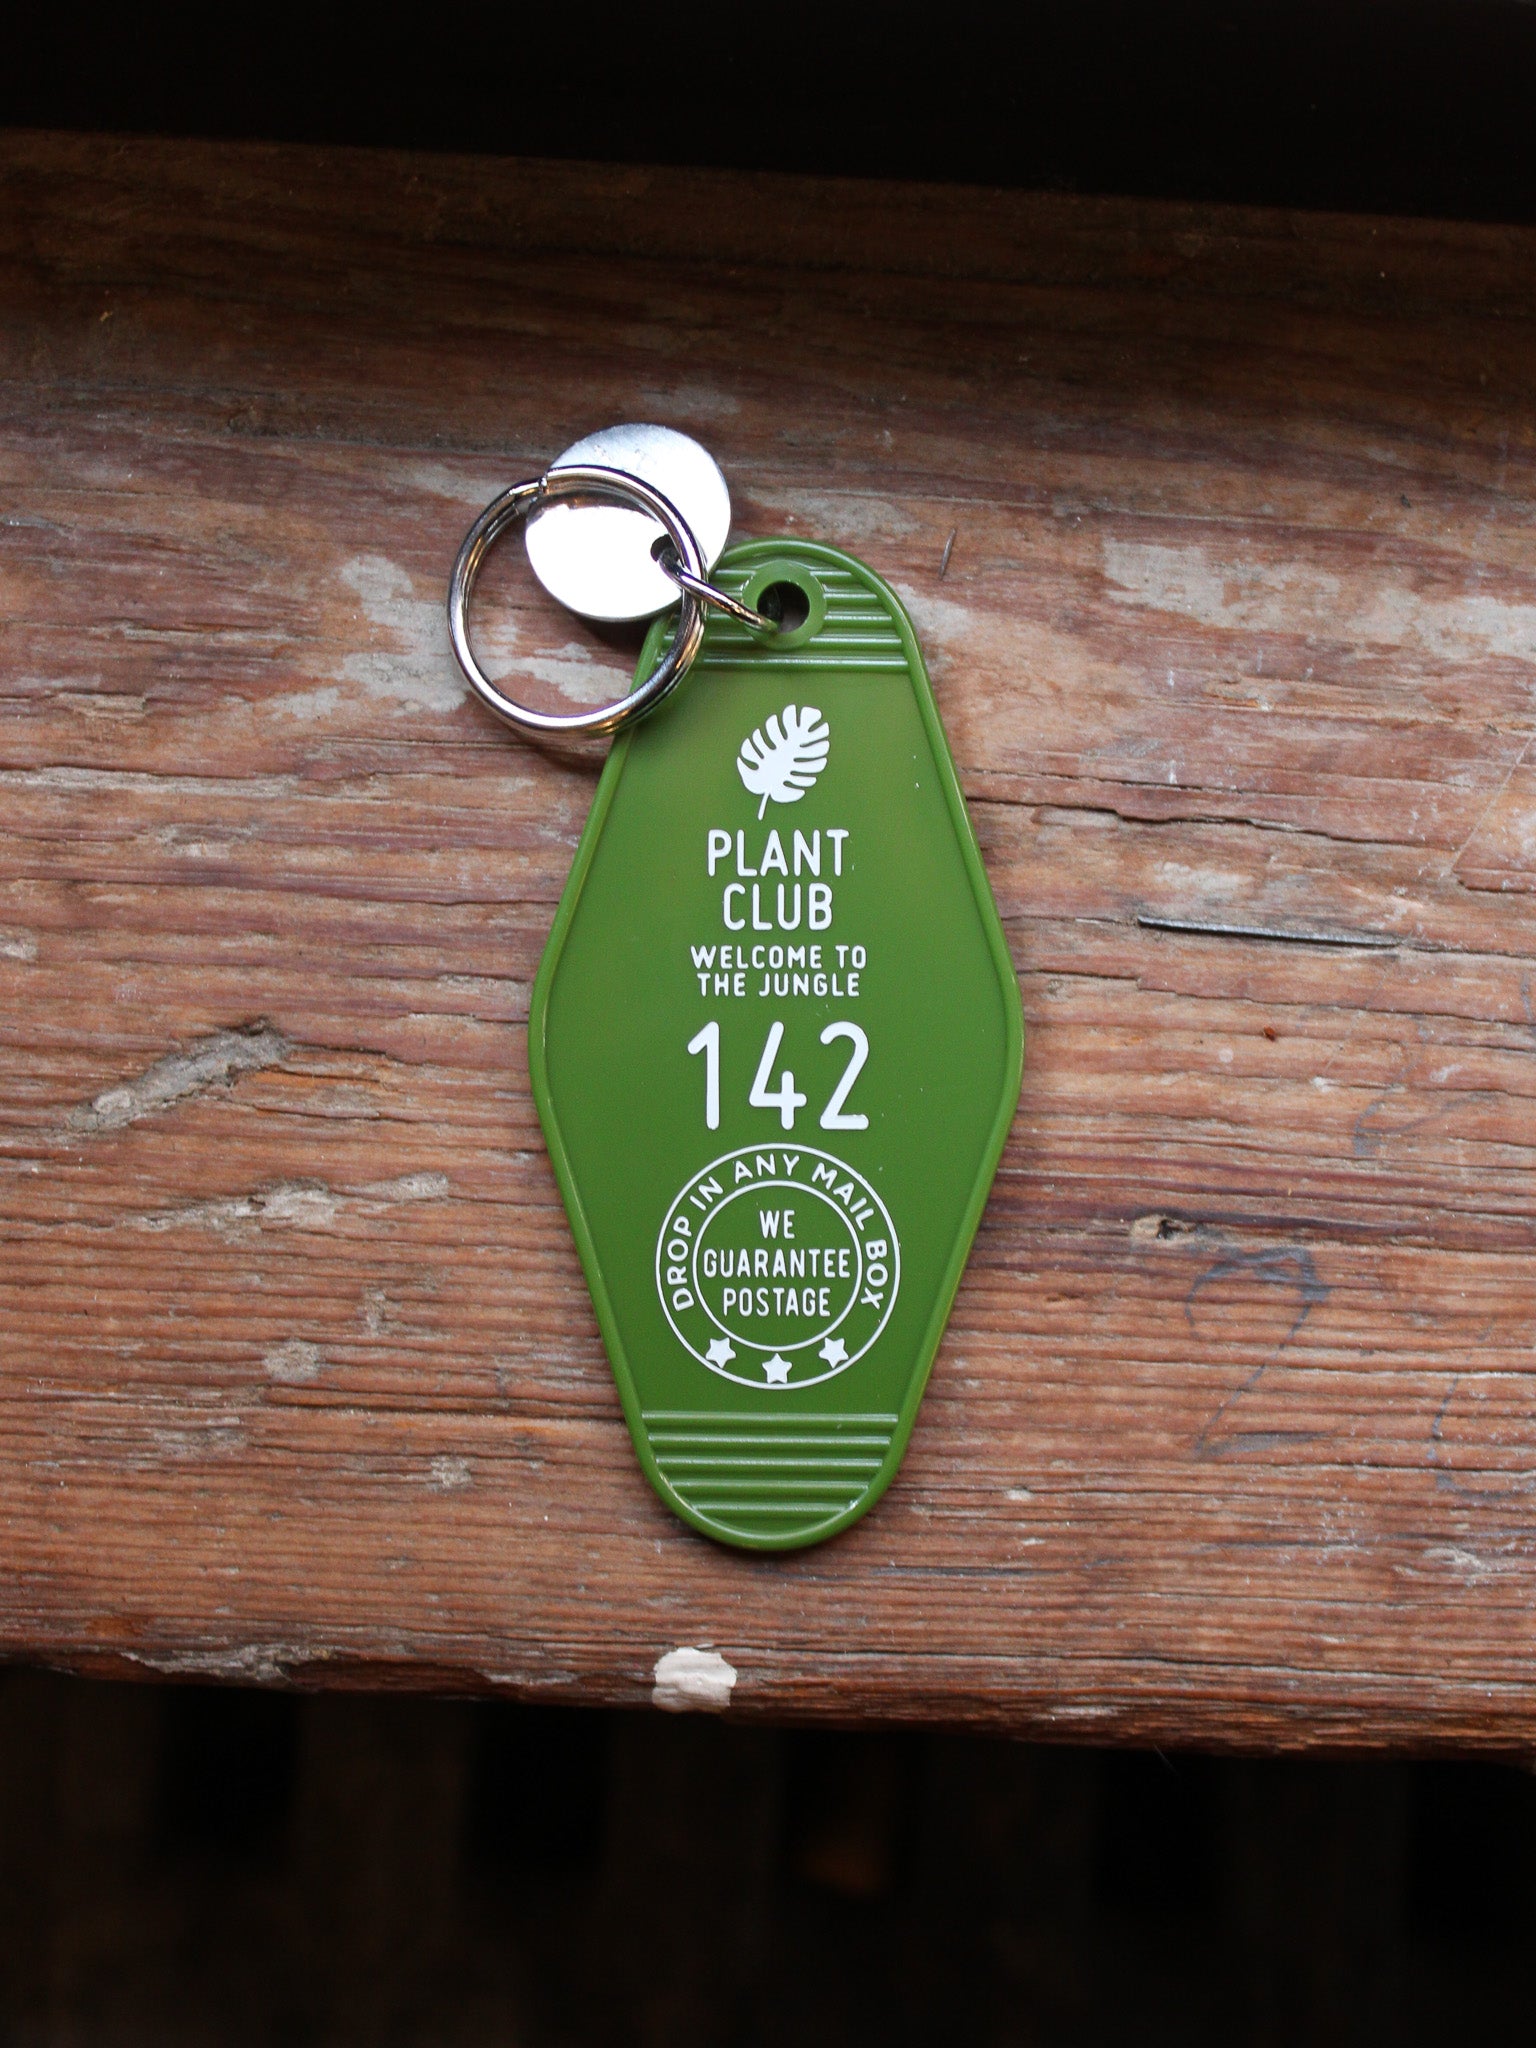 PLANT
CLUB
WELCOME TO
THE JUNGLE
142
DROP IN ANY MAIL BOX
WE
GUARANTEE
POSTAGE